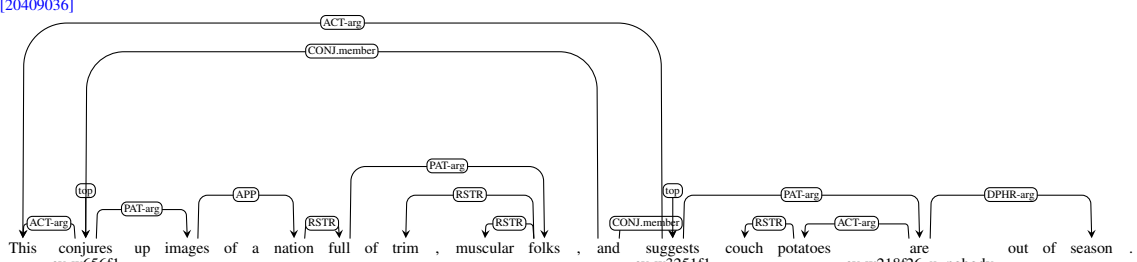 [20409036]
ACT-arg
CONJ.member
PAT-arg
top APP RSTR top PAT-arg DPHR-arg
ACT-arg PAT-arg RSTR RSTR CONJ.member RSTR ACT-arg
This conjures up images of a nation full of trim , muscular folks , and suggests couch potatoes are out of season .